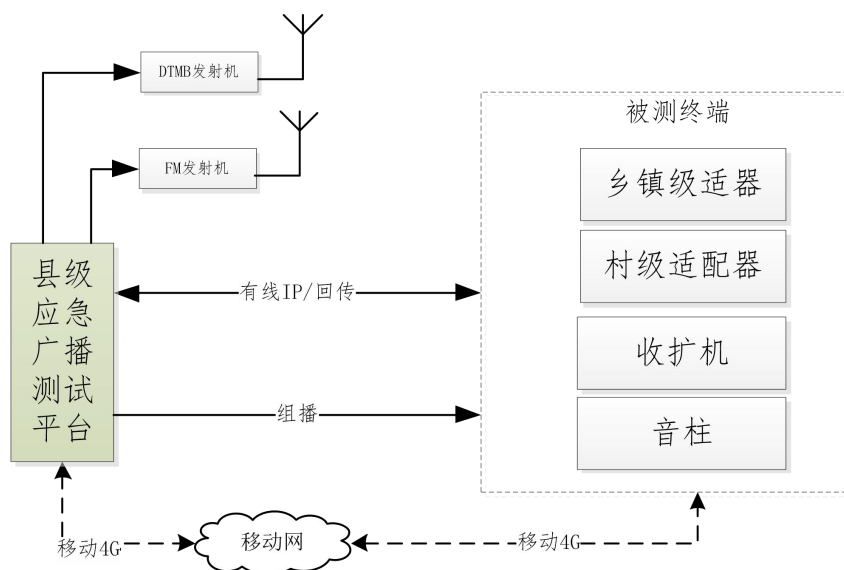 DTMB发射机
FM发射机
被测终端
乡镇级适器
村级适配器
收扩机
音柱
县级
应急
广播
测试
平台
有线IP/回传
组播
移动4G
移动网
移动4G